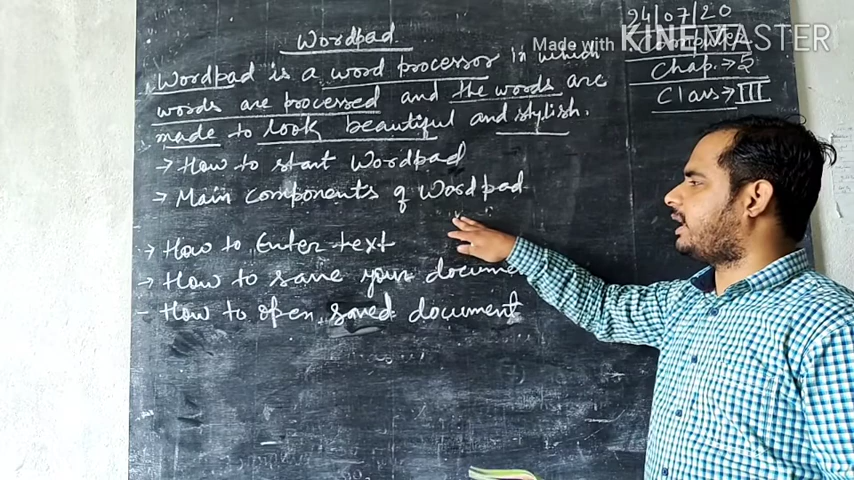 Wordpad
Wordpad is a word processor in which
words are processed and the words are
made to look beautiful and stylish.
→ How to start Wordpad
→ Main components of Wordpad
→ How to Enter text
→ How to save your docume
- How to open saved document
24/07/20
Computer
Chap.→5
Class→III
Made with KINEMASTER